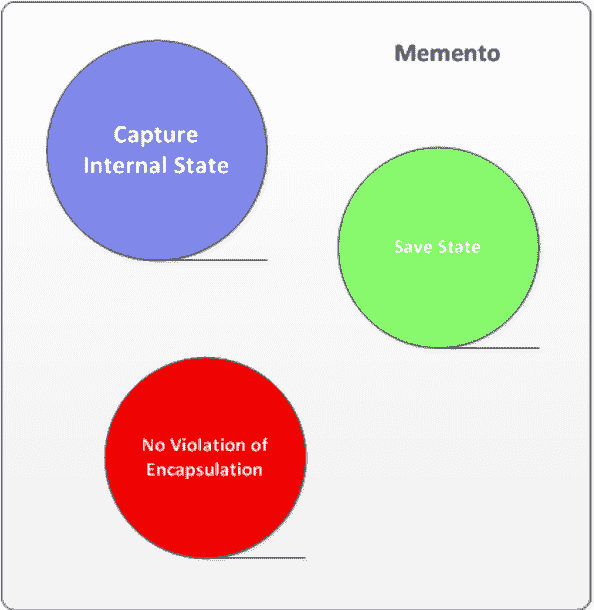 Memento
Capture
Internal State
Save State
No Violation of
Encapsulation